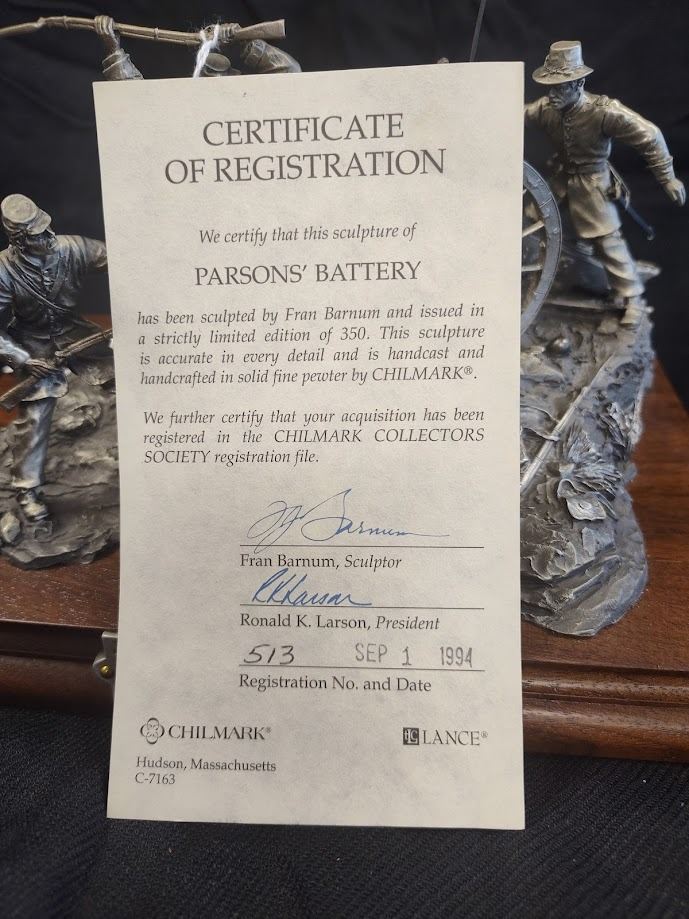 CERTIFICATE
OF REGISTRATION
We certify that this sculpture of
PARSONS' BATTERY
has been sculpted by Fran Barnum and issued in
a strictly limited edition of 350. This sculpture
is accurate in every detail and is handcast and
handcrafted in solid fine pewter by CHILMARK®.
We further certify that your acquisition has been
registered in the CHILMARK COLLECTORS
SOCIETY registration file.
Fran Barnum, Sculptor
Ronald K. Larson, President
513 SEP 1 1994
Registration No. and Date
CHILMARK®
LANCE®
Hudson, Massachusetts
C-7163